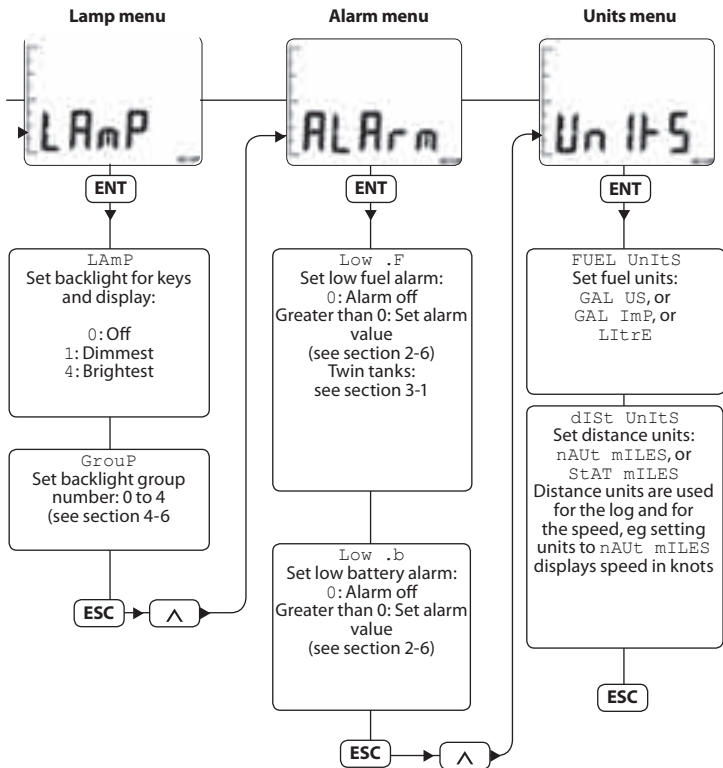 Lamp menu
LAmP
ENT
LAmP
Set backlight for keys
and display:
0: Off
1: Dimmest
4: Brightest
GrouP
Set backlight group
number: 0 to 4
(see section 4-6
ESC
Alarm menu
ALArm
ENT
Low .F
Set low fuel alarm:
0: Alarm off
Greater than 0: Set alarm
value
(see section 2-6)
Twin tanks:
see section 3-1
Low .b
Set low battery alarm:
0: Alarm off
Greater than 0: Set alarm
value
(see section 2-6)
ESC
Units menu
UnItS
ENT
FUEL UnItS
Set fuel units:
GAL US, or
GAL ImP, or
LItrE
dISt UnItS
Set distance units:
nAUt mILES, or
StAT mILES
Distance units are used
for the log and for
the speed, eg setting
units to nAUt mILES
displays speed in knots
ESC